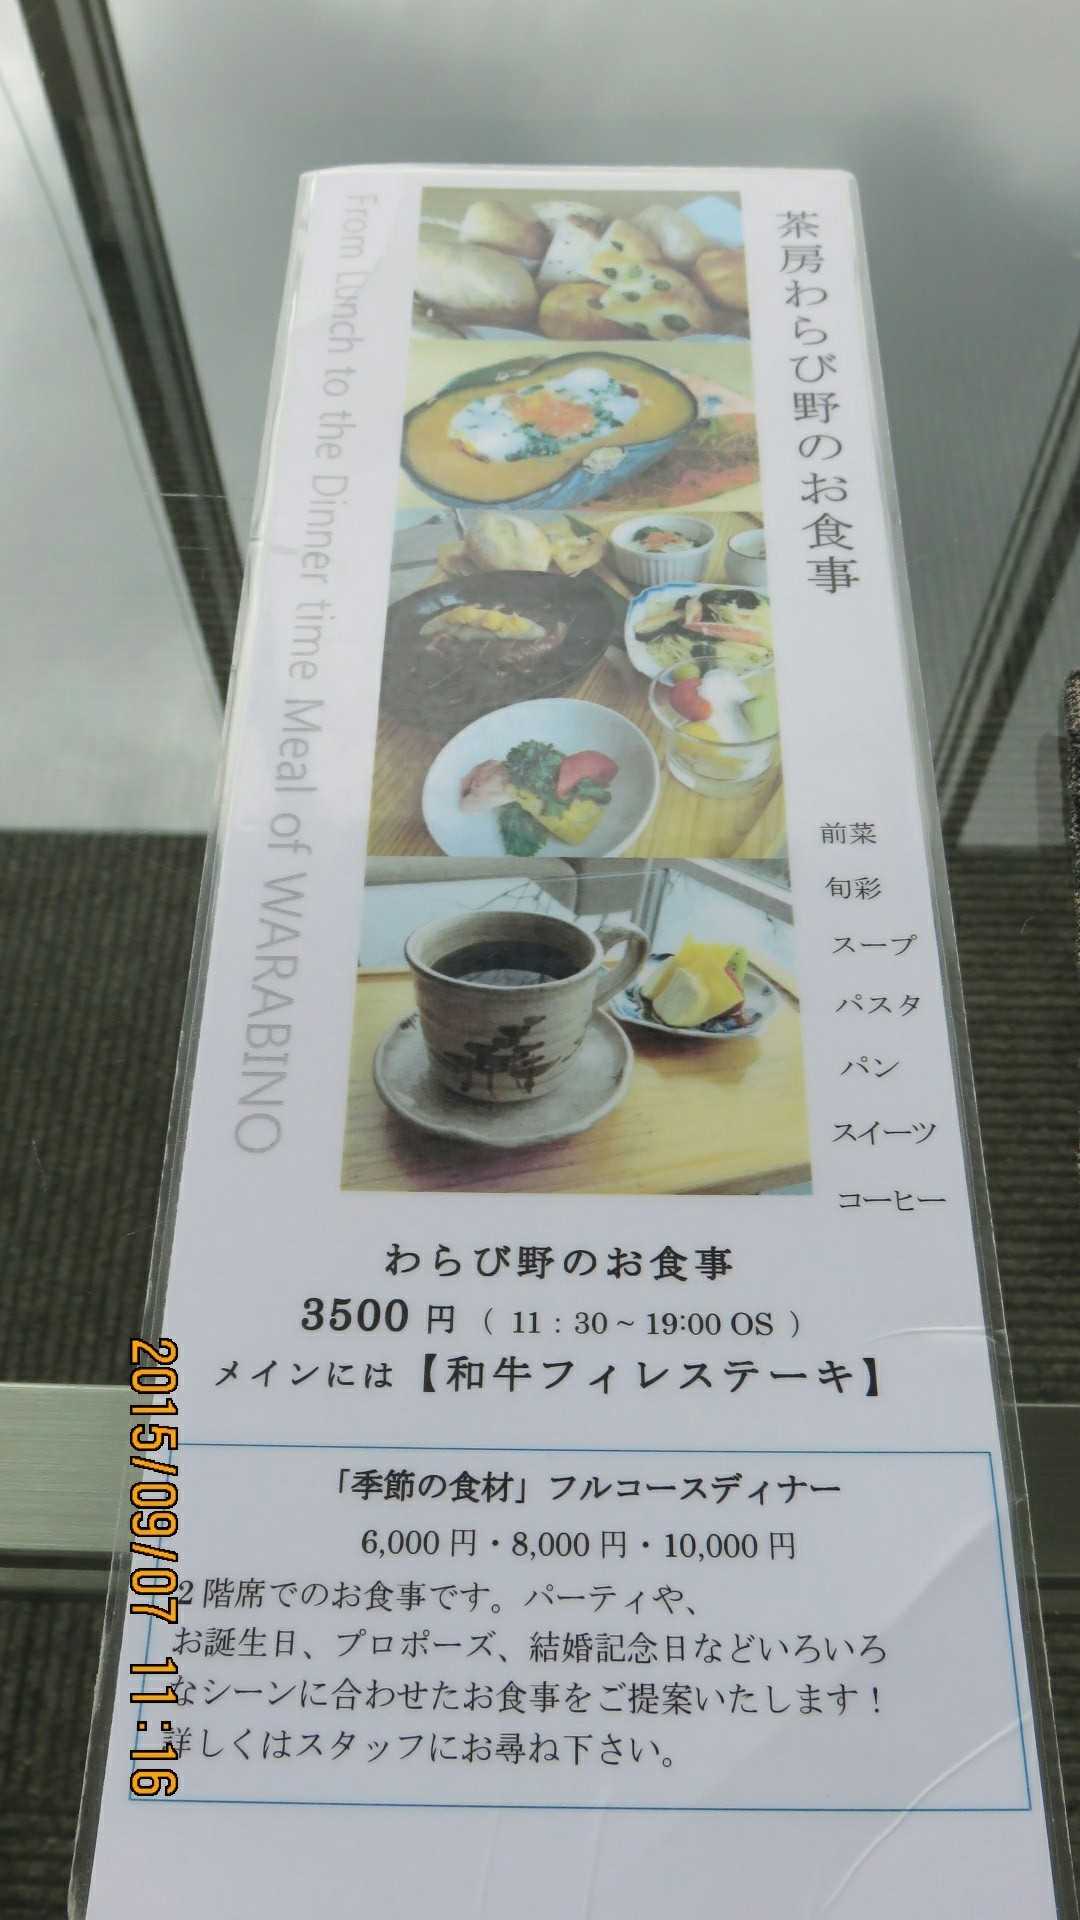 茶房わらび野のお食事
From Lunch to the Dinner time Meal of WARABINO
前菜
旬彩
スープ
パスタ
パン
スイーツ
コーヒー
わらび野のお食事
3500 円 ( 11：30 ~ 19:00 OS )
メインには【和牛フィレステーキ】
「季節の食材」フルコースディナー
6,000 円・8,000 円・10,000 円
2 階席でのお食事です。パーティや、
お誕生日、プロポーズ、結婚記念日などいろいろ
なシーンに合わせたお食事をご提案いたします！
詳しくはスタッフにお尋ね下さい。
2015/09/07 11:16